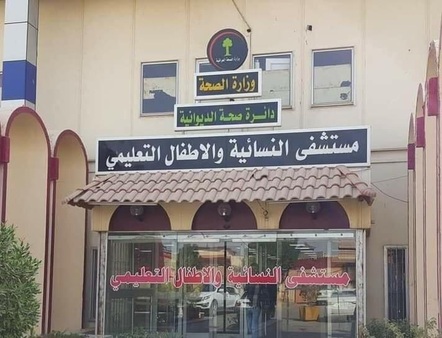 وزارة الصحة
دائرة صحة الديوانية
مستشفى النسائية والاطفال التعليمي
مستشفى النسائية والاطفال التعليمي